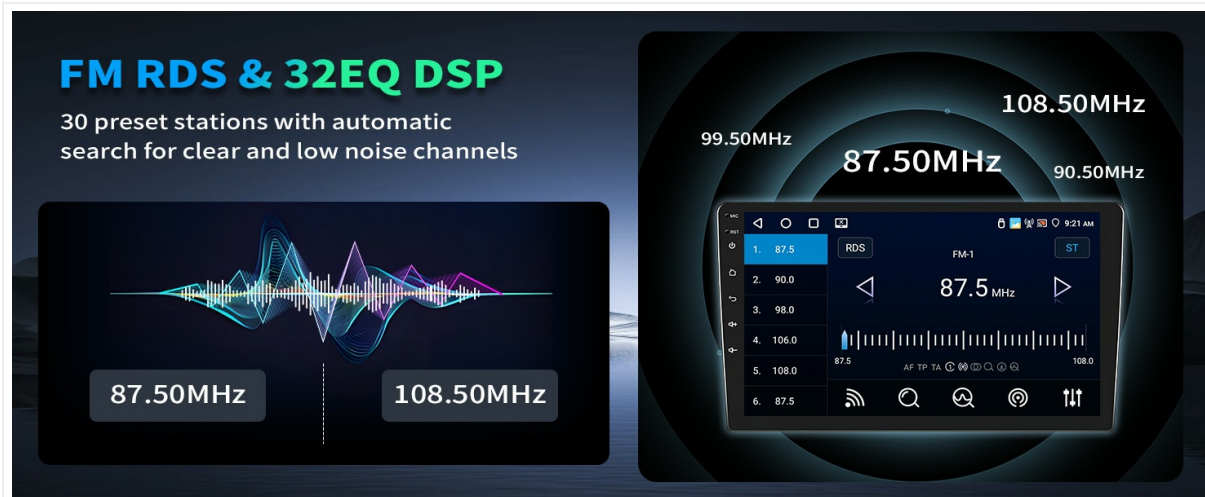 FM RDS & 32EQ DSP
30 preset stations with automatic
search for clear and low noise channels
87.50MHz
108.50MHz
108.50MHz
99.50MHz
87.50MHz
90.50MHz
MIC
RST
9:21 AM
1. 87.5
RDS
FM-1
ST
2. 90.0
87.5 MHz
3. 98.0
4. 106.0
87.5
108.0
AF TP TA
5. 108.0
6. 87.5